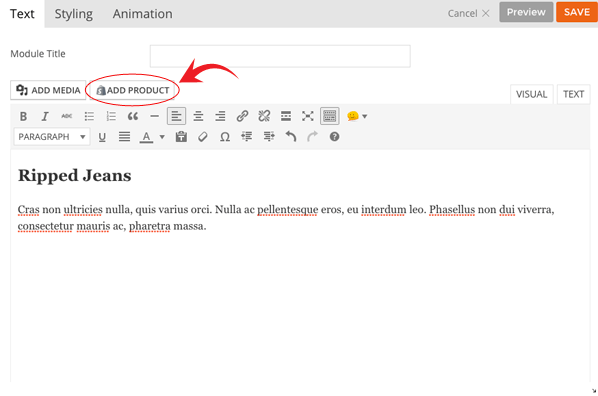 Text Styling Animation Cancel Preview SAVE
Module Title
ADD MEDIA ADD PRODUCT
VISUAL TEXT
B I ABC
PARAGRAPH U A Ω ?
Ripped Jeans
Cras non ultricies nulla, quis varius orci. Nulla ac pellentesque eros, eu interdum leo. Phasellus non dui viverra,
consectetur mauris ac, pharetra massa.